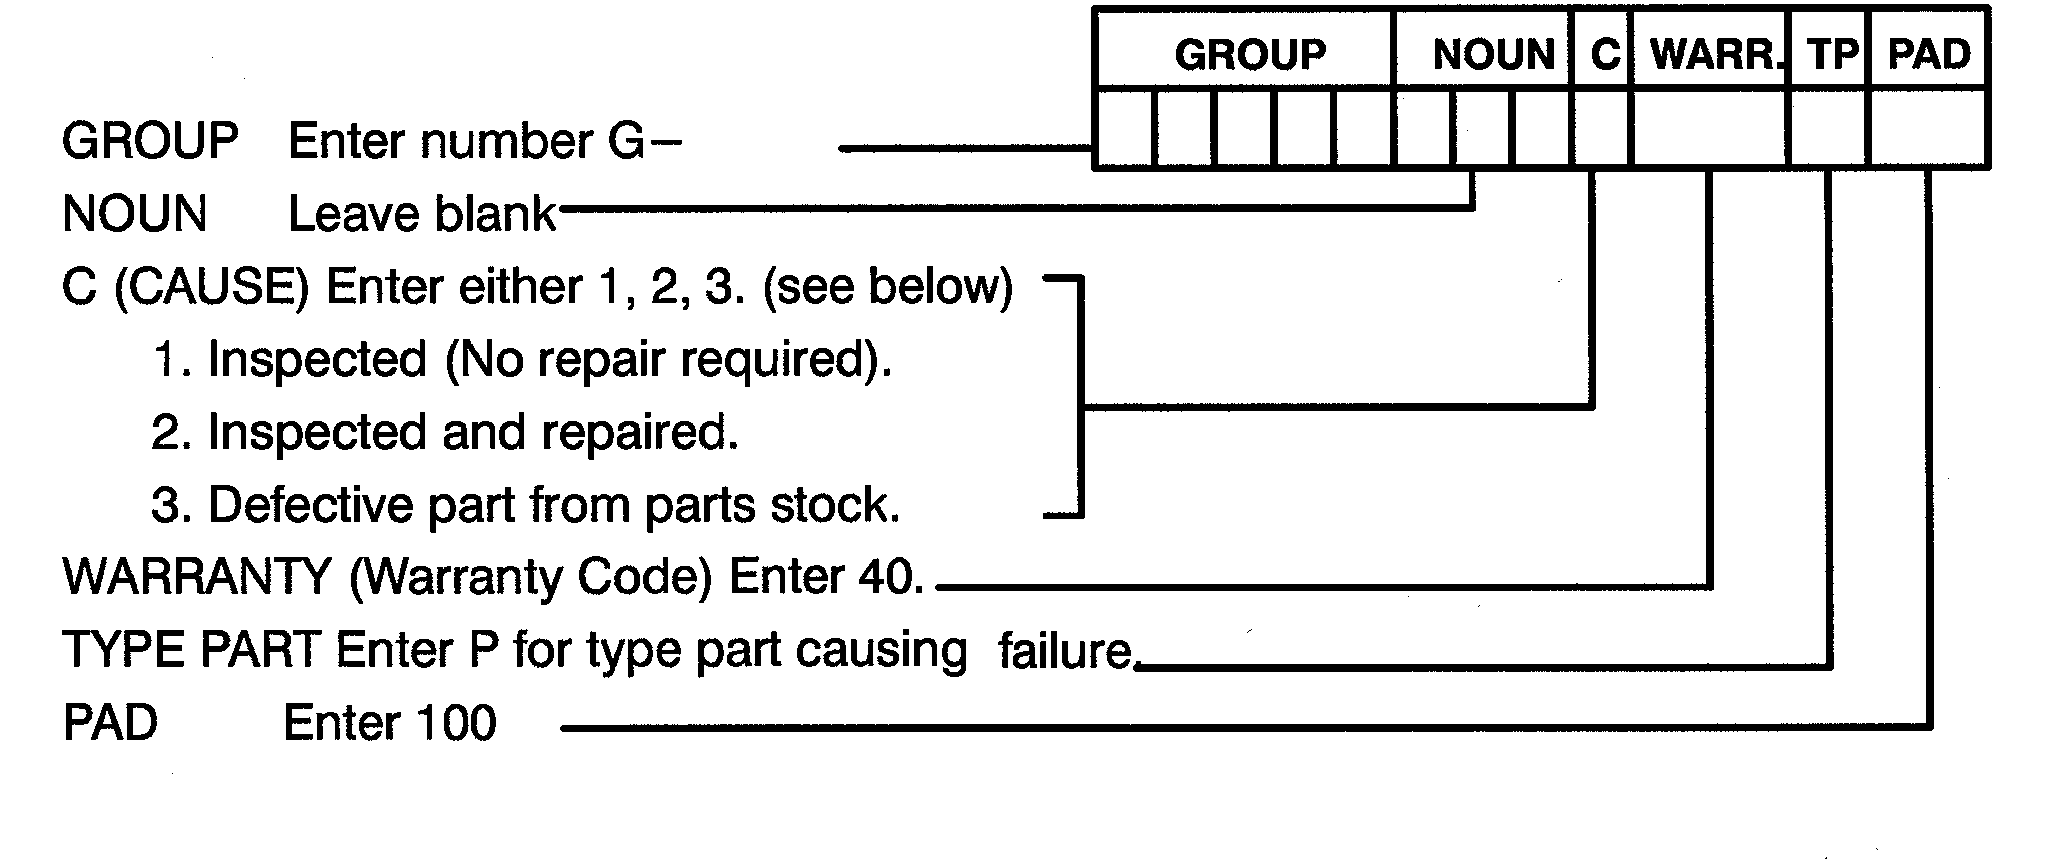 GROUP NOUN C WARR. TP PAD
GROUP Enter number G–
NOUN Leave blank
C (CAUSE) Enter either 1, 2, 3. (see below)
1. Inspected (No repair required).
2. Inspected and repaired.
3. Defective part from parts stock.
WARRANTY (Warranty Code) Enter 40.
TYPE PART Enter P for type part causing failure.
PAD Enter 100